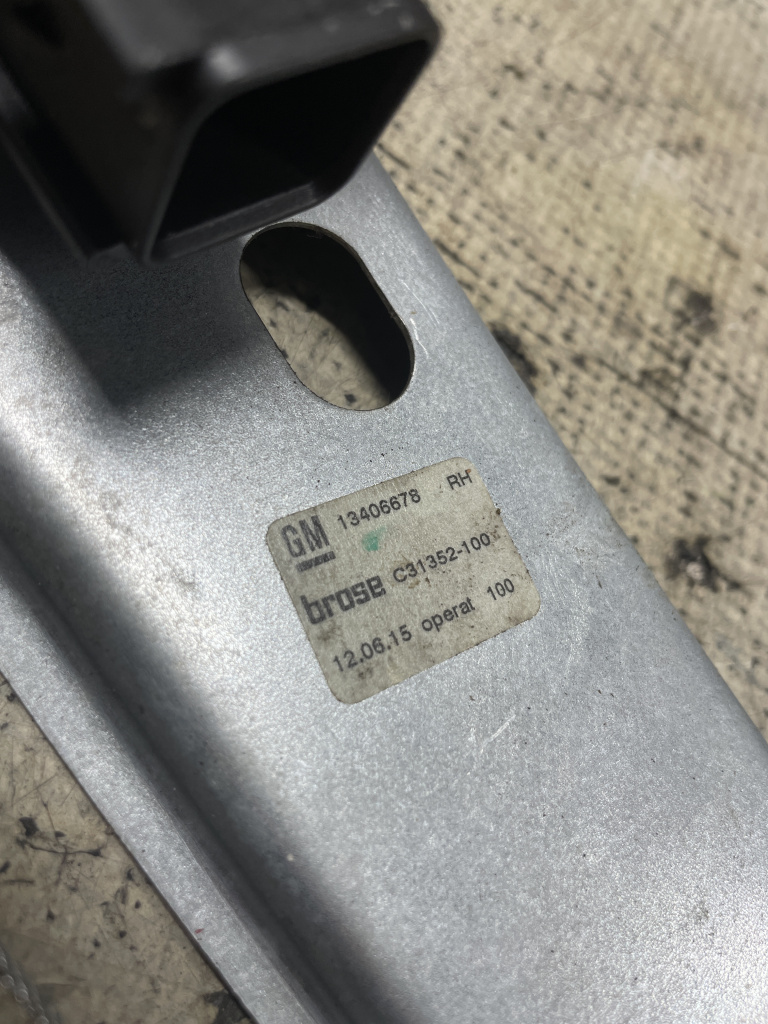 GM 13406678 RH
brose C31352-100
12.06.15 operat 100